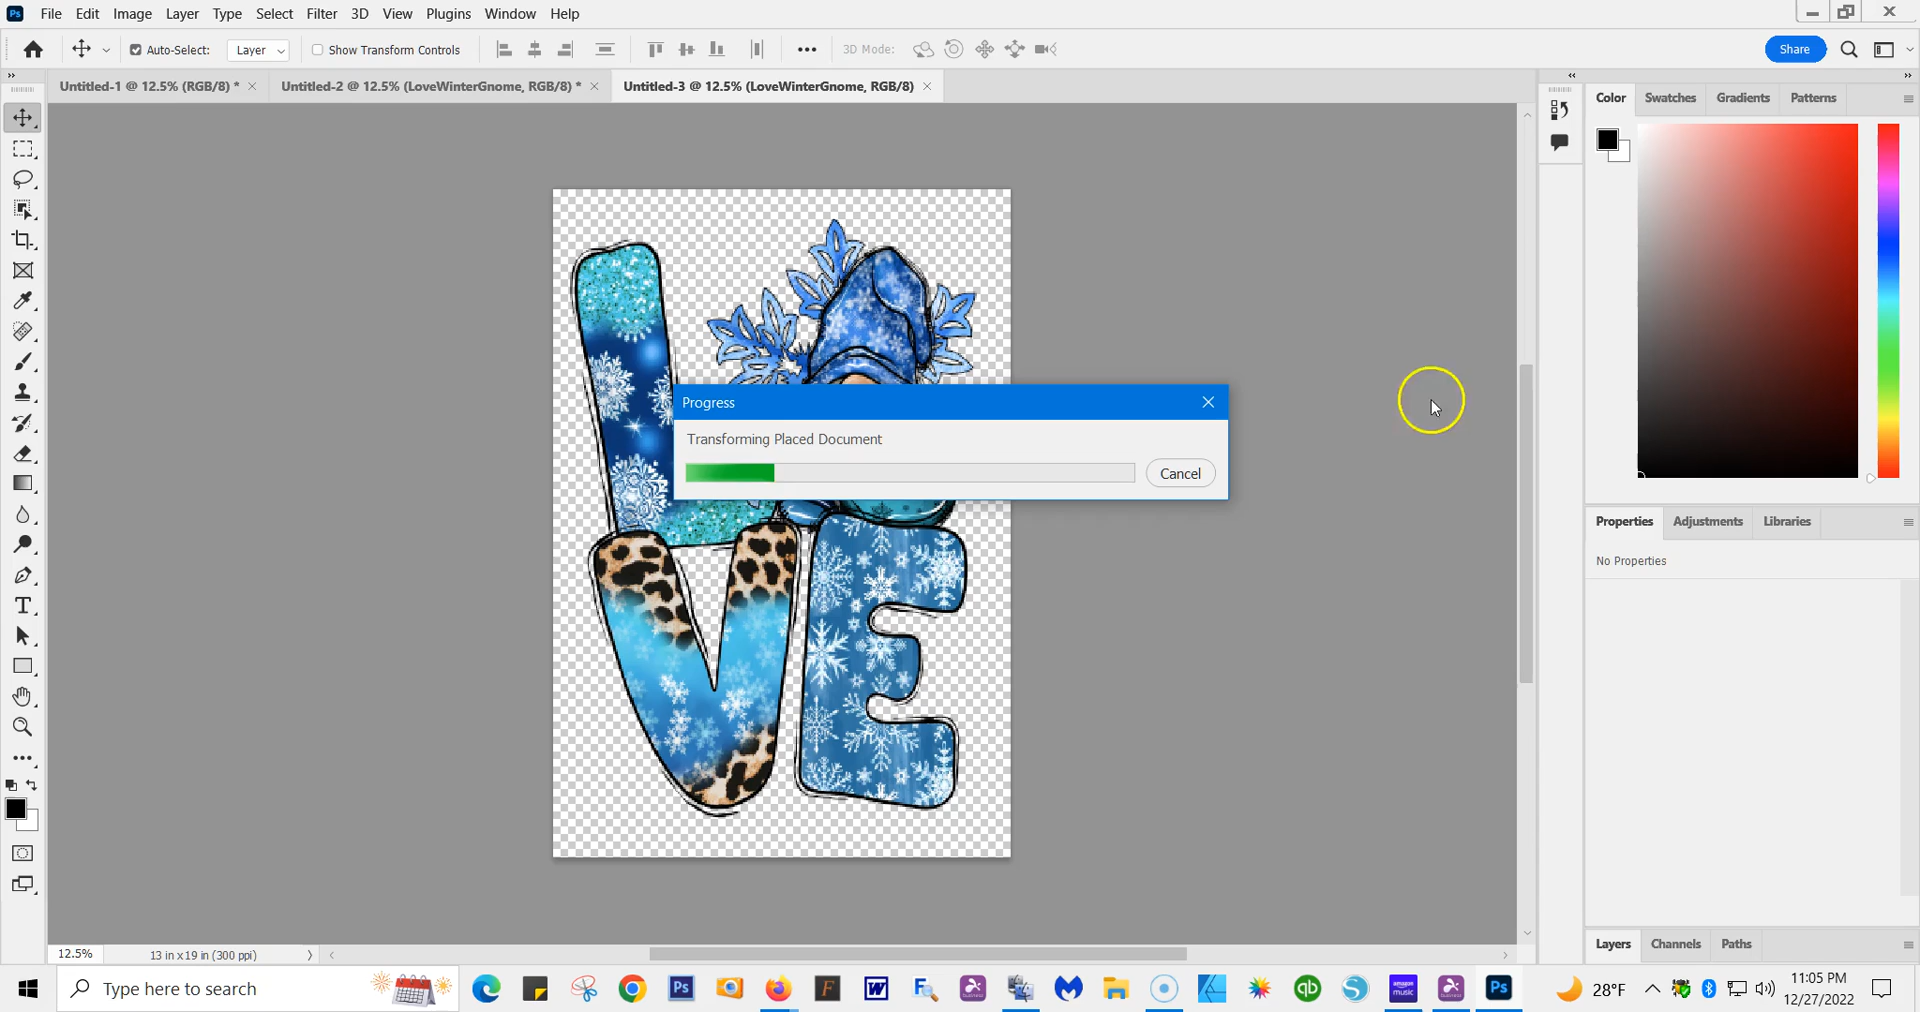 Ps File Edit Image Layer Type Select Filter 3D View Plugins Window Help
Auto-Select: Layer Show Transform Controls 3D Mode: Share
Untitled-1 @ 12.5% (RGB/8) * Untitled-2 @ 12.5% (LoveWinterGnome, RGB/8) * Untitled-3 @ 12.5% (LoveWinterGnome, RGB/8)
Color Swatches Gradients Patterns
L
Progress
Transforming Placed Document
Cancel
VE
Properties Adjustments Libraries
No Properties
Layers Channels Paths
12.5% 13 in x 19 in (300 ppi)
Type here to search
28°F
11:05 PM
12/27/2022